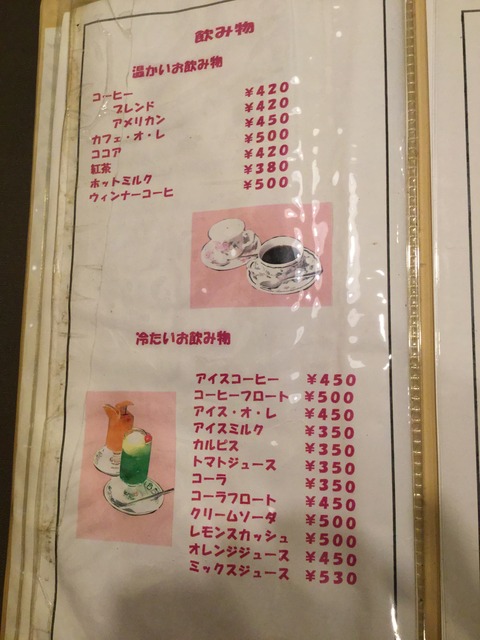 飲み物
温かいお飲み物
コーヒー
ブレンド ￥420
アメリカン ￥420
カフェ・オ・レ ￥450
ココア ￥500
紅茶 ￥420
ホットミルク ￥380
ウィンナーコーヒ ￥500
冷たいお飲み物
アイスコーヒー ￥450
コーヒーフロート ￥500
アイス・オ・レ ￥450
アイスミルク ￥350
カルピス ￥350
トマトジュース ￥350
コーラ ￥350
コーラフロート ￥450
クリームソーダ ￥500
レモンスカッシュ ￥500
オレンジジュース ￥450
ミックスジュース ￥530